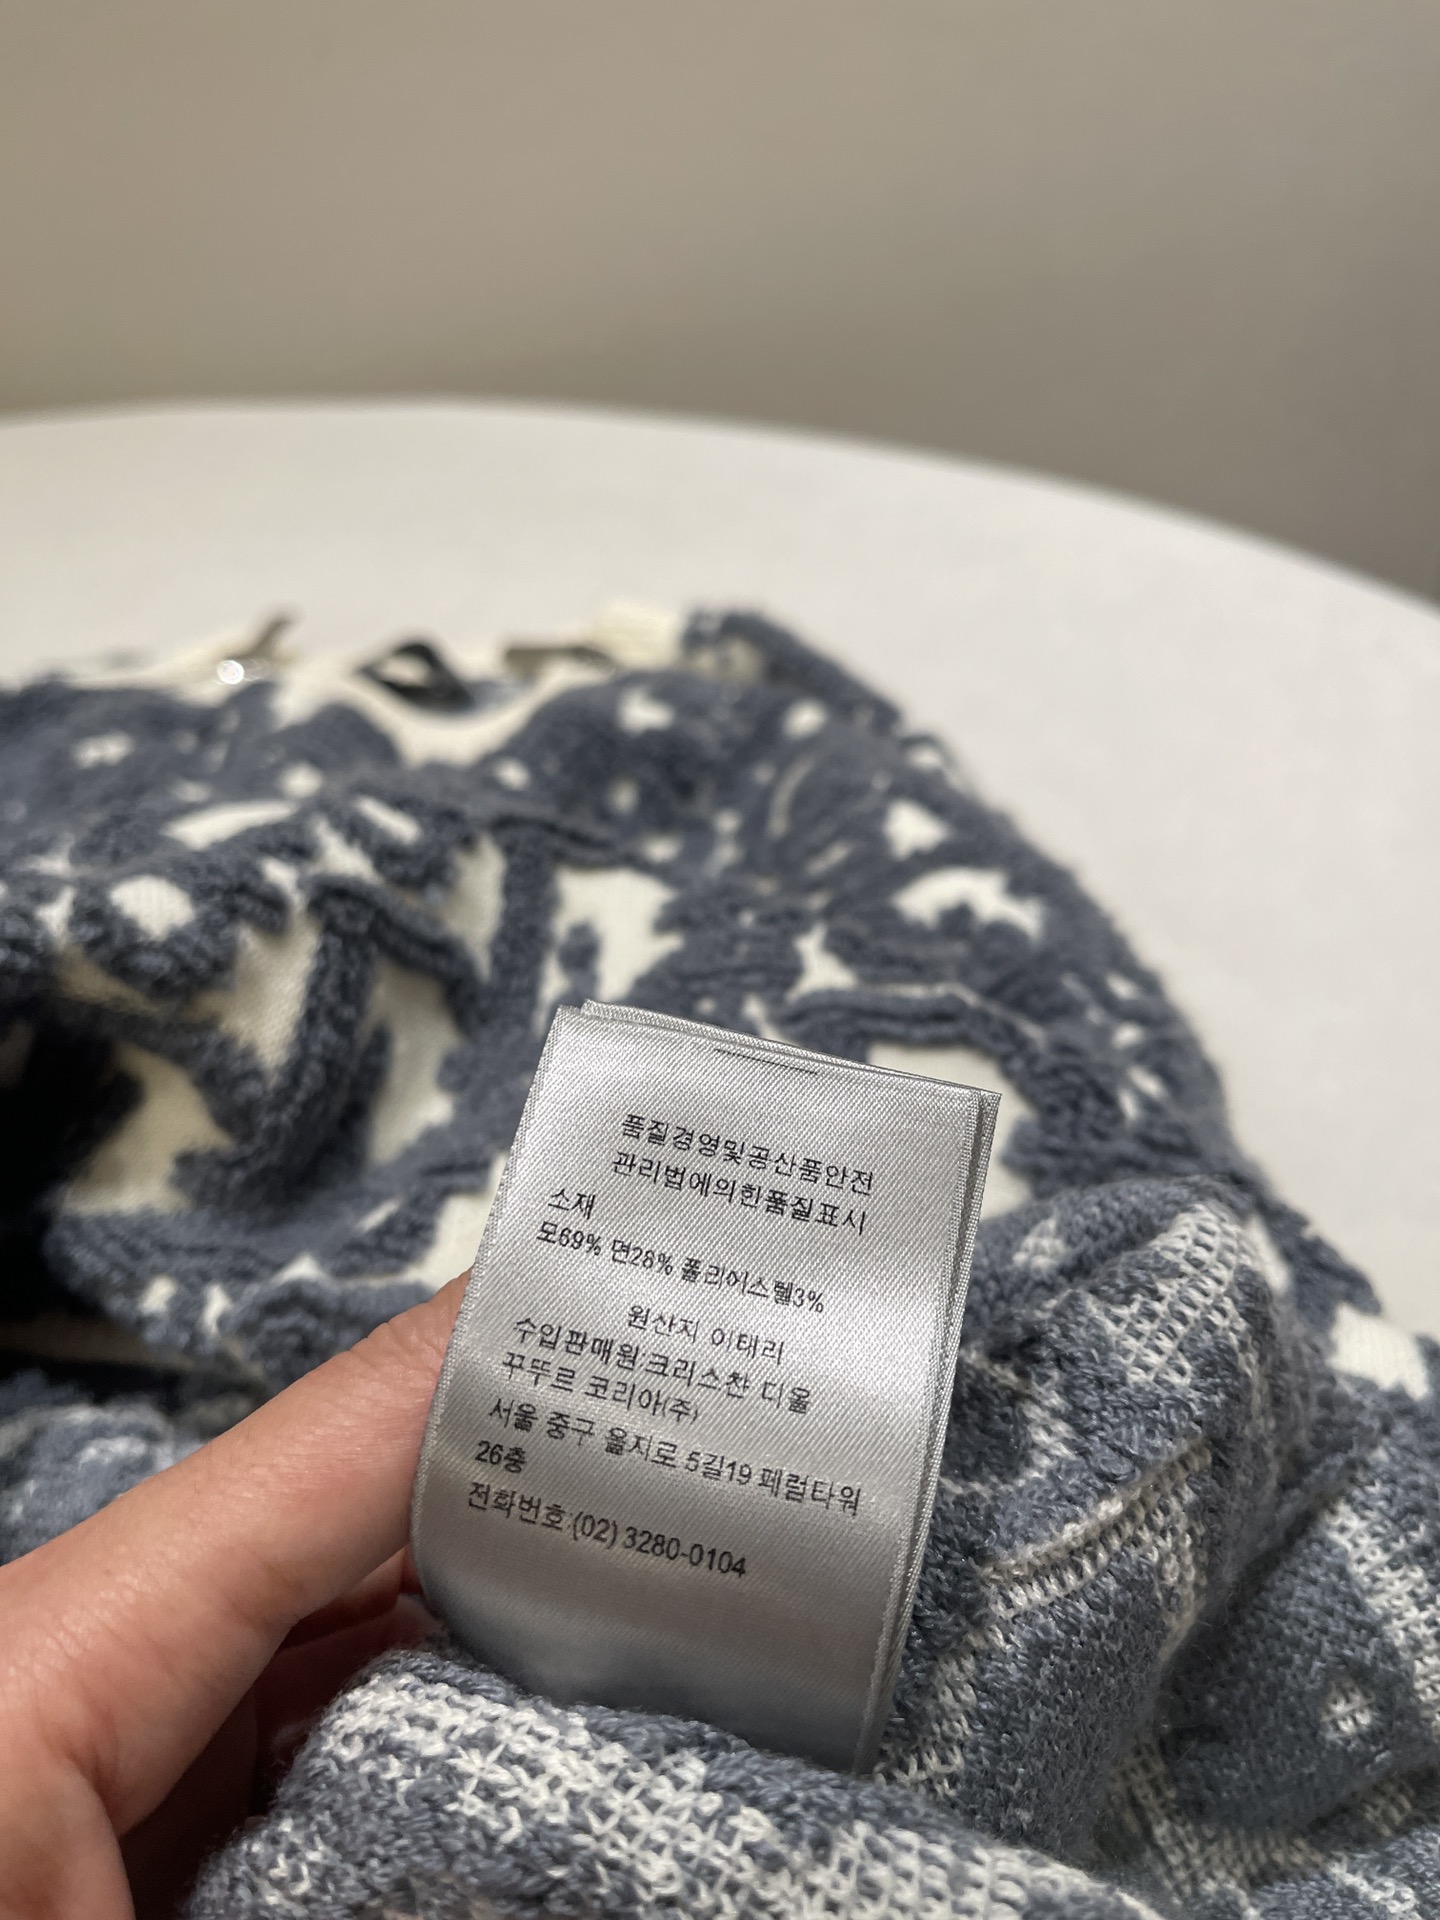 품질경영및공산품안전
관리법에의힌품질표시
소재
모69% 면28% 폴리어스텔3%
원산지 이태리
수입판매원:크리스찬 디올
꾸뚜르 코리아(주)
서울 중구 을지로 5길19 페럼타워
26층
전화번호:(02) 3280-0104